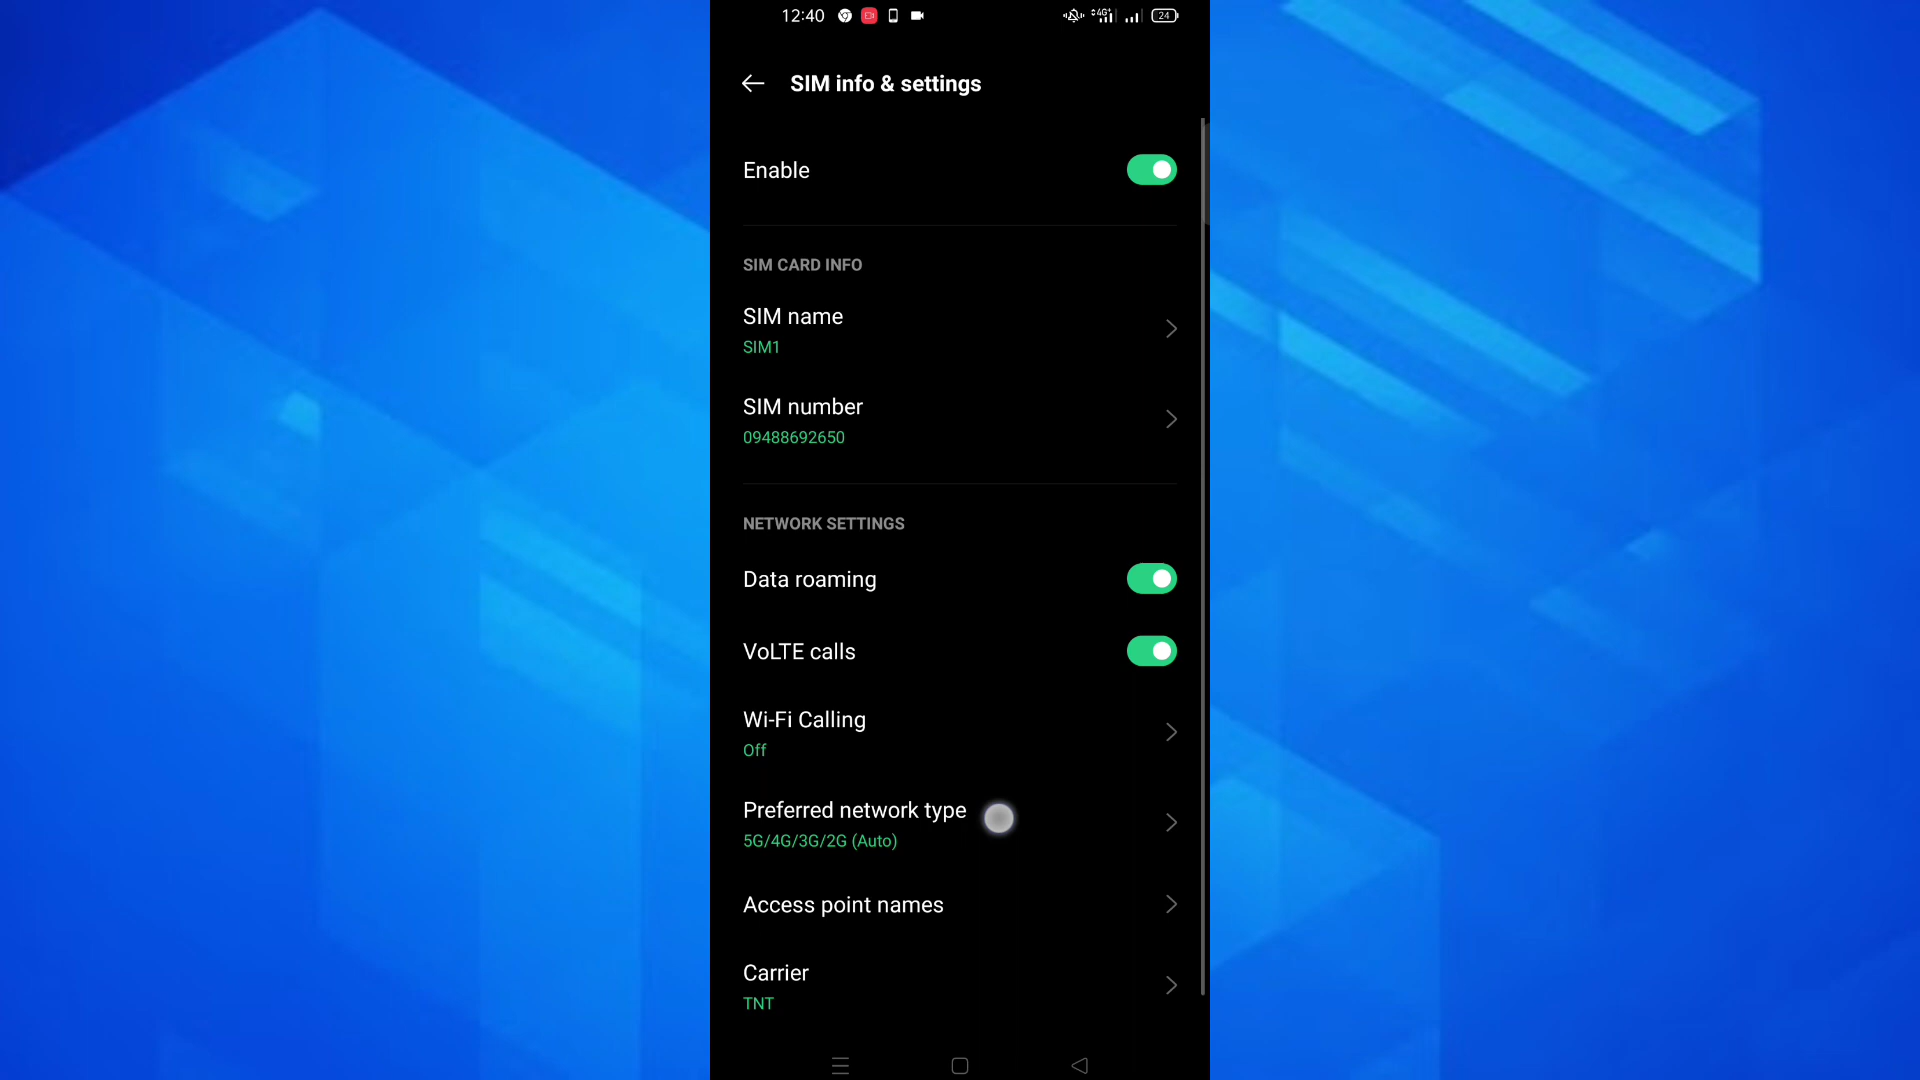 12:40
4G+
24
SIM info & settings
Enable
SIM CARD INFO
SIM name
SIM1
SIM number
09488692650
NETWORK SETTINGS
Data roaming
VoLTE calls
Wi-Fi Calling
Off
Preferred network type
5G/4G/3G/2G (Auto)
Access point names
Carrier
TNT